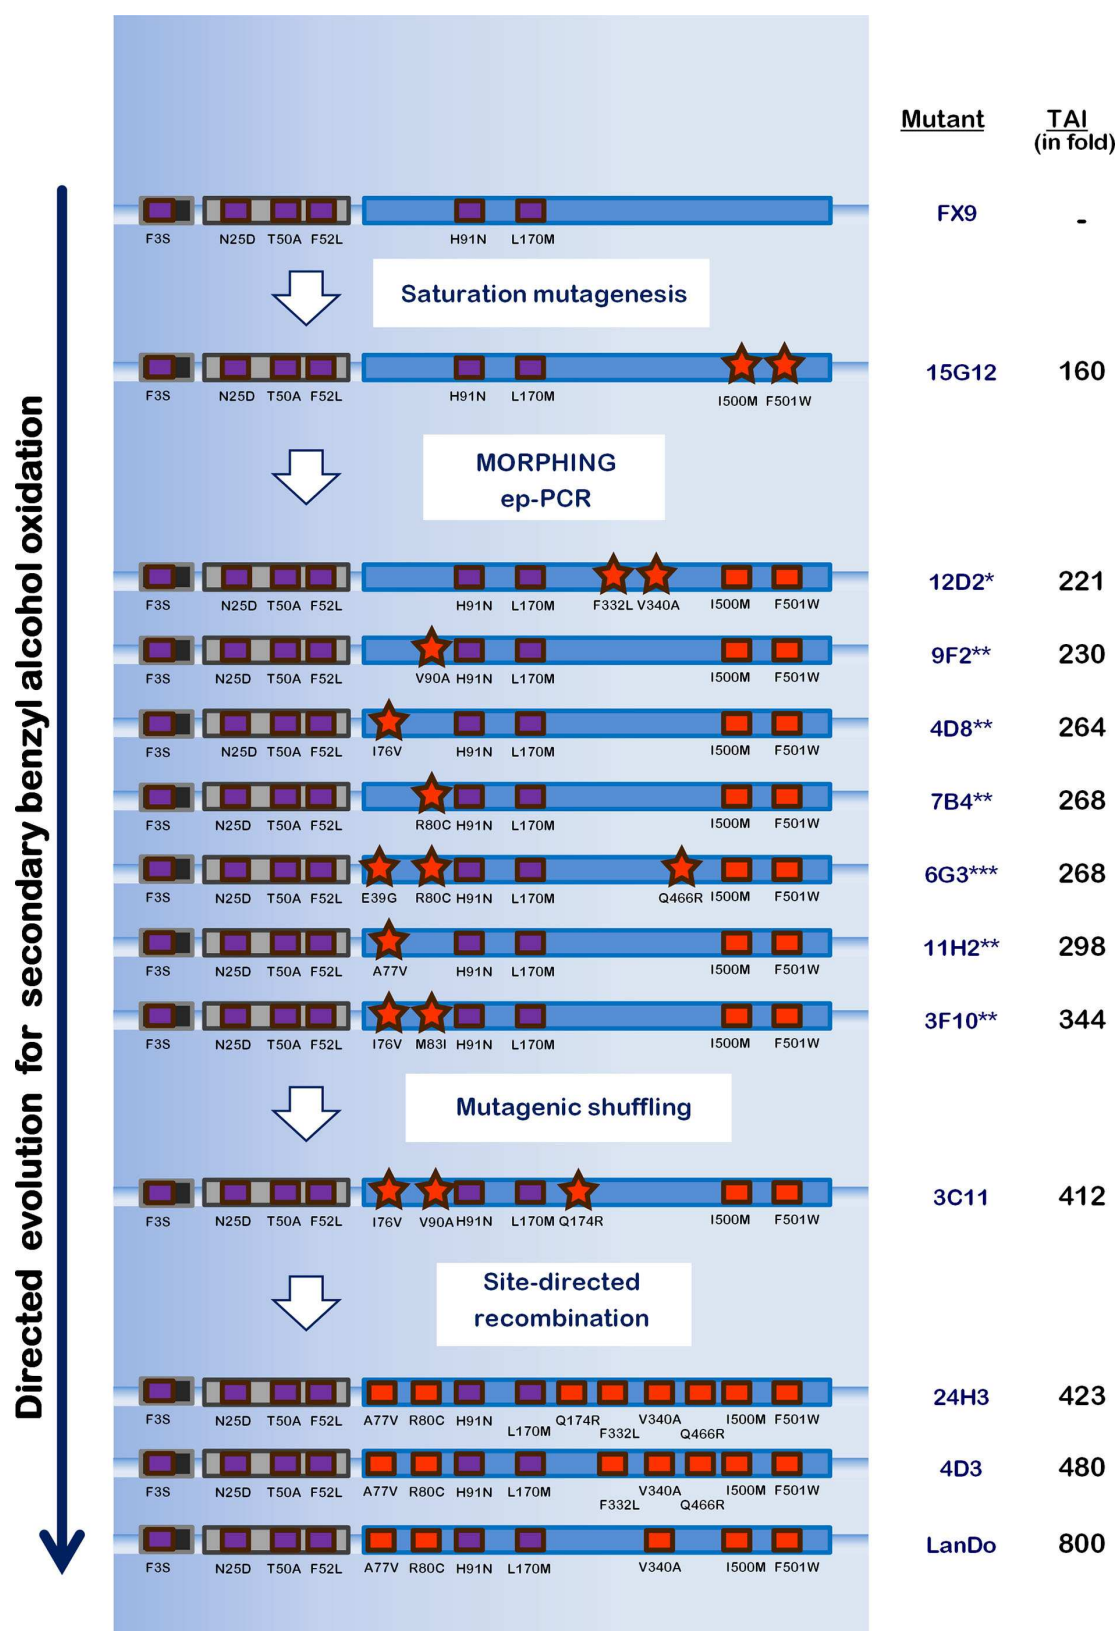 Directed evolution for secondary benzyl alcohol oxidation
Mutant TAI
(in fold)
FX9 -
F3S N25D T50A F52L H91N L170M
Saturation mutagenesis
15G12 160
F3S N25D T50A F52L H91N L170M I500M F501W
MORPHING
ep-PCR
12D2* 221
F3S N25D T50A F52L H91N L170M F332L V340A I500M F501W
9F2** 230
F3S N25D T50A F52L V90A H91N L170M I500M F501W
4D8** 264
F3S N25D T50A F52L I76V H91N L170M I500M F501W
7B4** 268
F3S N25D T50A F52L R80C H91N L170M I500M F501W
6G3*** 268
F3S N25D T50A F52L E39G R80C H91N L170M Q466R I500M F501W
11H2** 298
F3S N25D T50A F52L A77V H91N L170M I500M F501W
3F10** 344
F3S N25D T50A F52L I76V M83I H91N L170M I500M F501W
Mutagenic shuffling
3C11 412
F3S N25D T50A F52L I76V V90A H91N L170M Q174R I500M F501W
Site-directed
recombination
24H3 423
F3S N25D T50A F52L A77V R80C H91N L170M Q174R F332L V340A Q466R I500M F501W
4D3 480
F3S N25D T50A F52L A77V R80C H91N L170M F332L V340A Q466R I500M F501W
LanDo 800
F3S N25D T50A F52L A77V R80C H91N L170M V340A I500M F501W